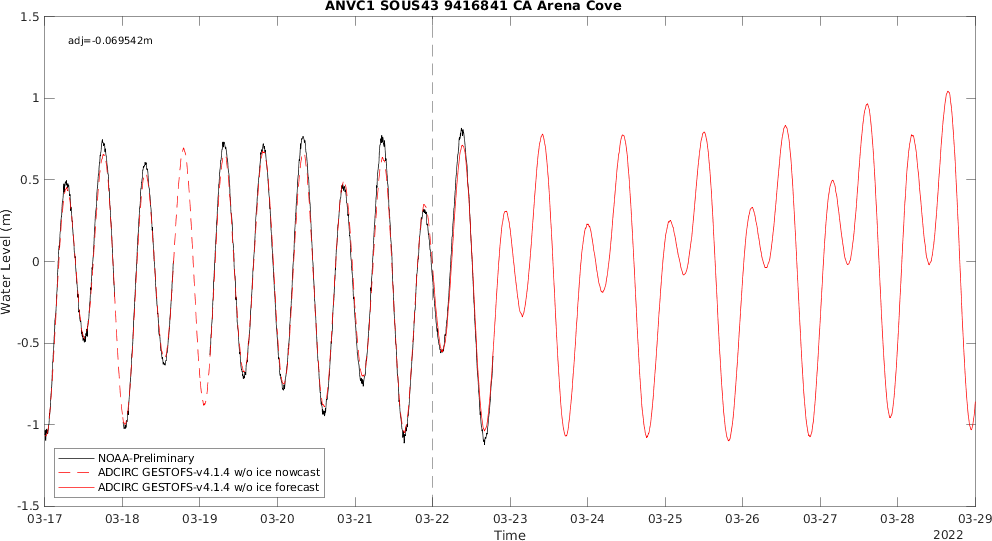 ANVC1 SOUS43 9416841 CA Arena Cove
adj=-0.069542m
1.5
1
0.5
0
-0.5
-1
-1.5
Water Level (m)
NOAA-Preliminary
ADCIRC GESTOFS-v4.1.4 w/o ice nowcast
ADCIRC GESTOFS-v4.1.4 w/o ice forecast
03-17 03-18 03-19 03-20 03-21 03-22 03-23 03-24 03-25 03-26 03-27 03-28 03-29
Time
2022